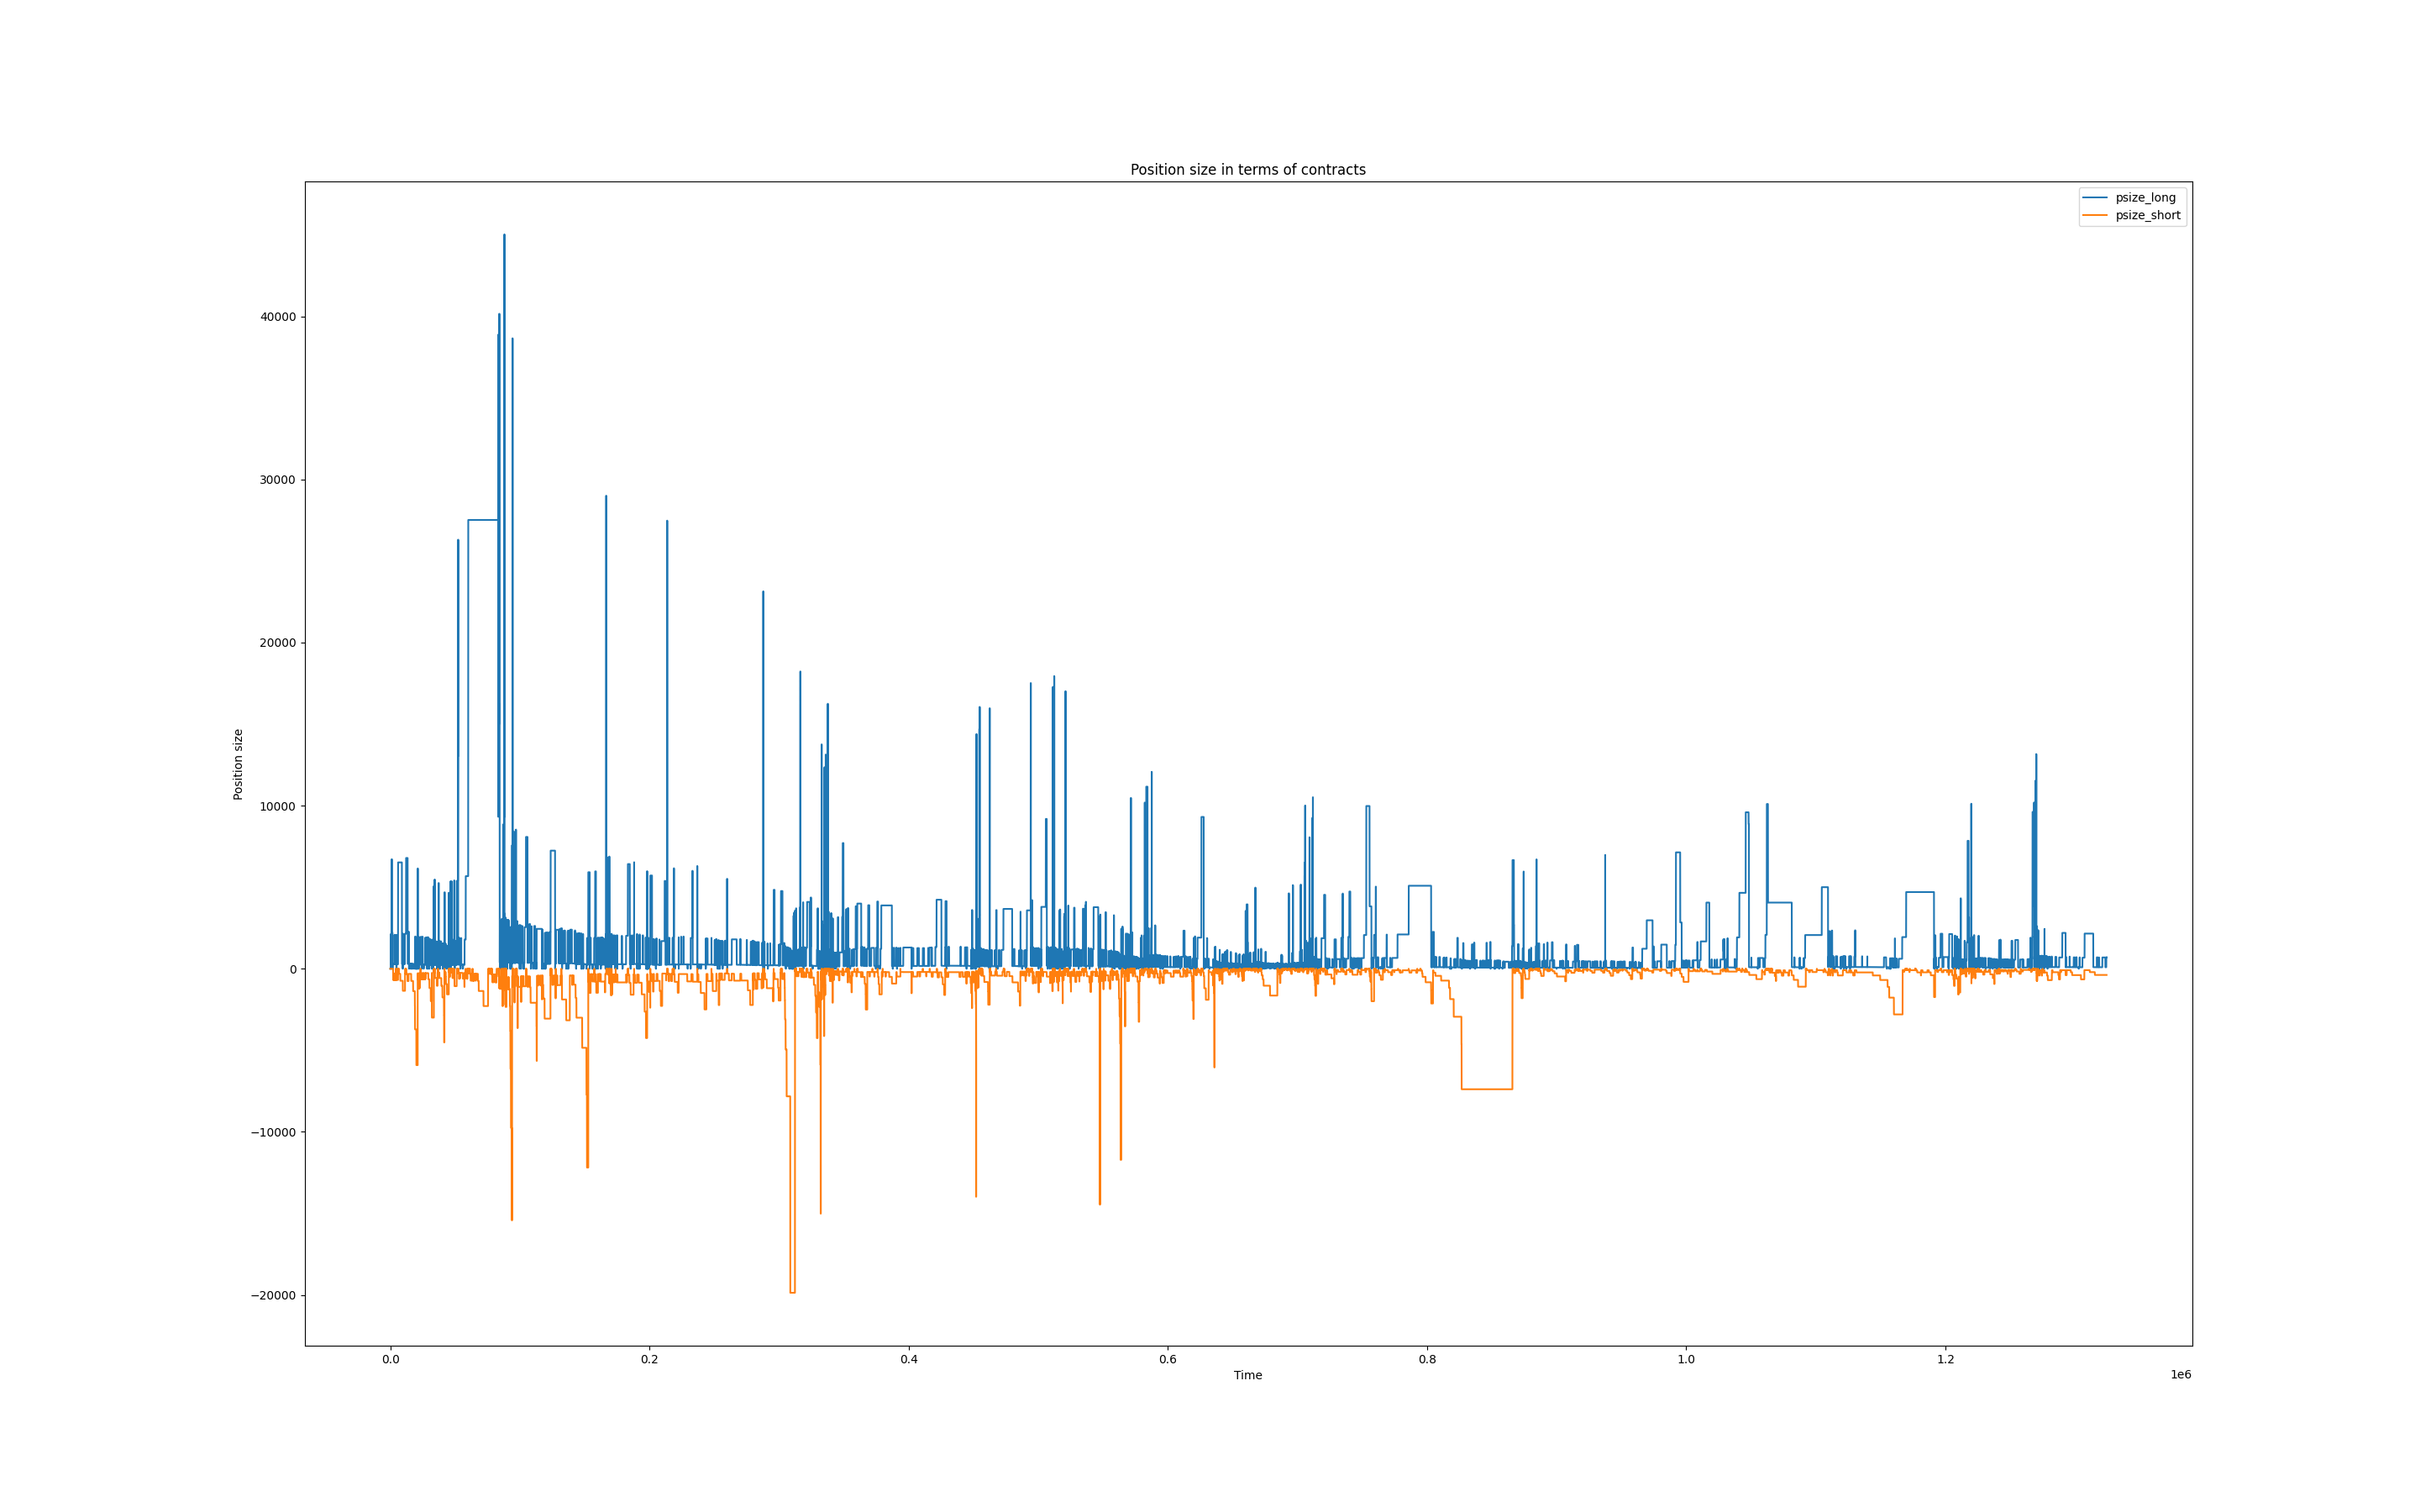 Position size in terms of contracts
psize_long
psize_short
Position size
40000
30000
20000
10000
0
−10000
−20000
0.0
0.2
0.4
0.6
0.8
1.0
1.2
Time
1e6